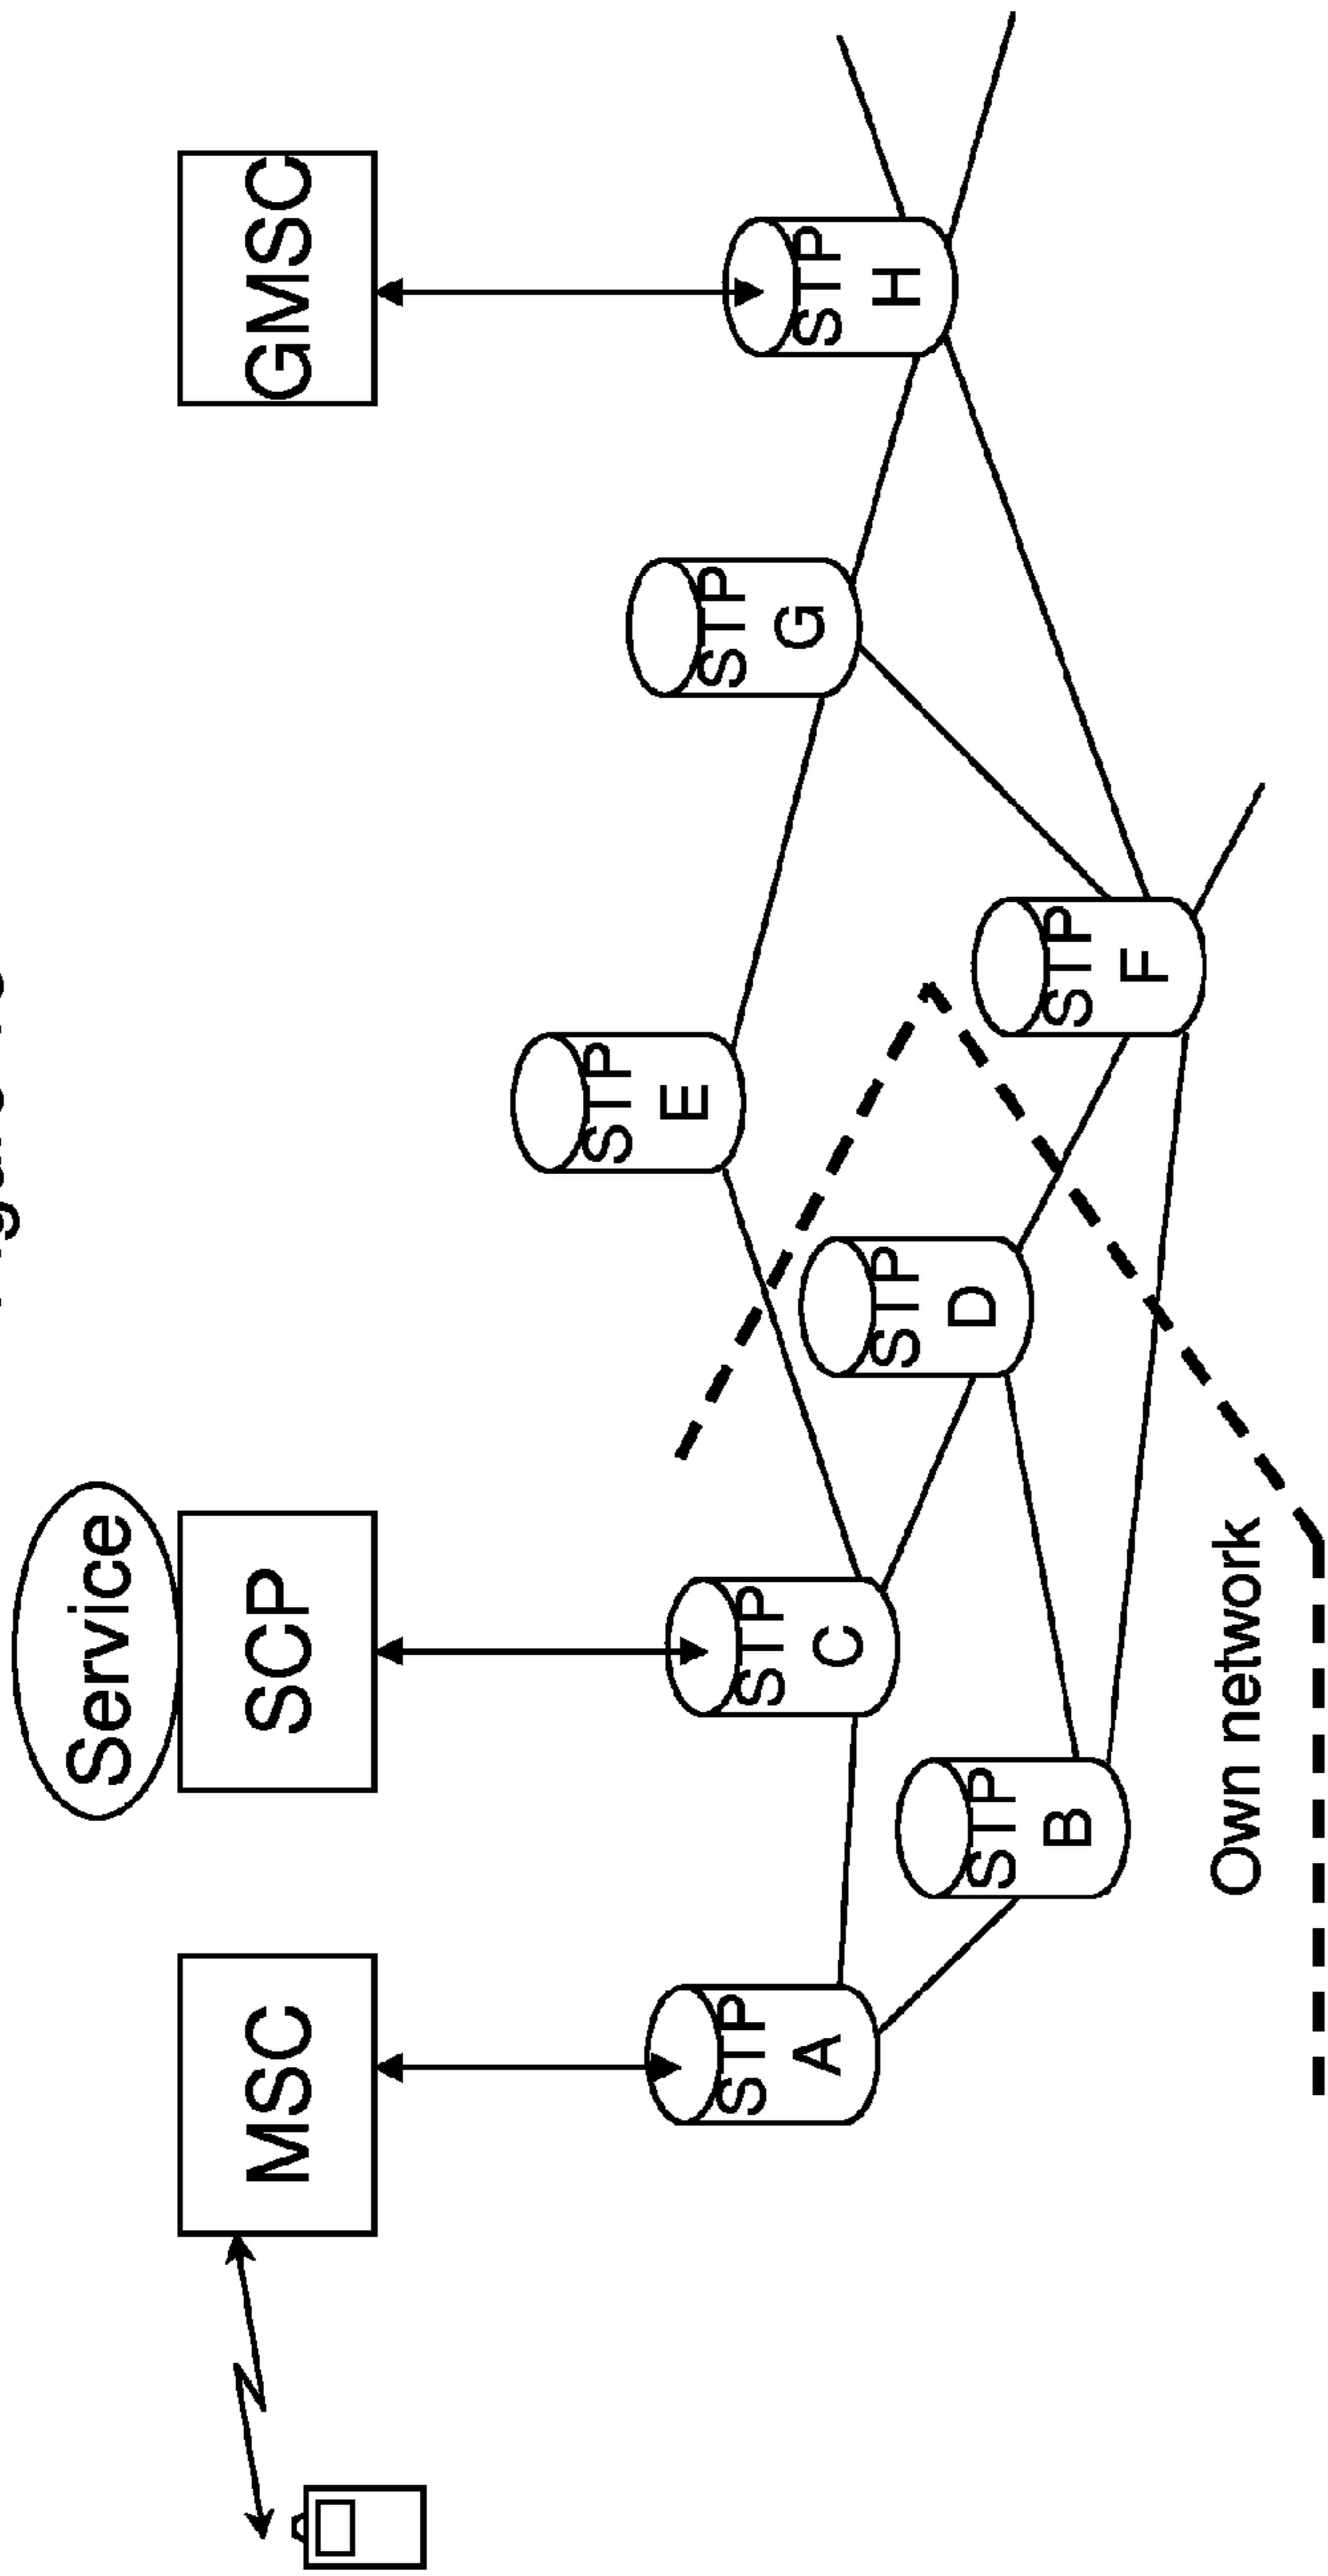 Service
MSC
SCP
GMSC
STP
A
STP
B
STP
C
STP
D
STP
E
STP
F
STP
G
STP
H
Own network